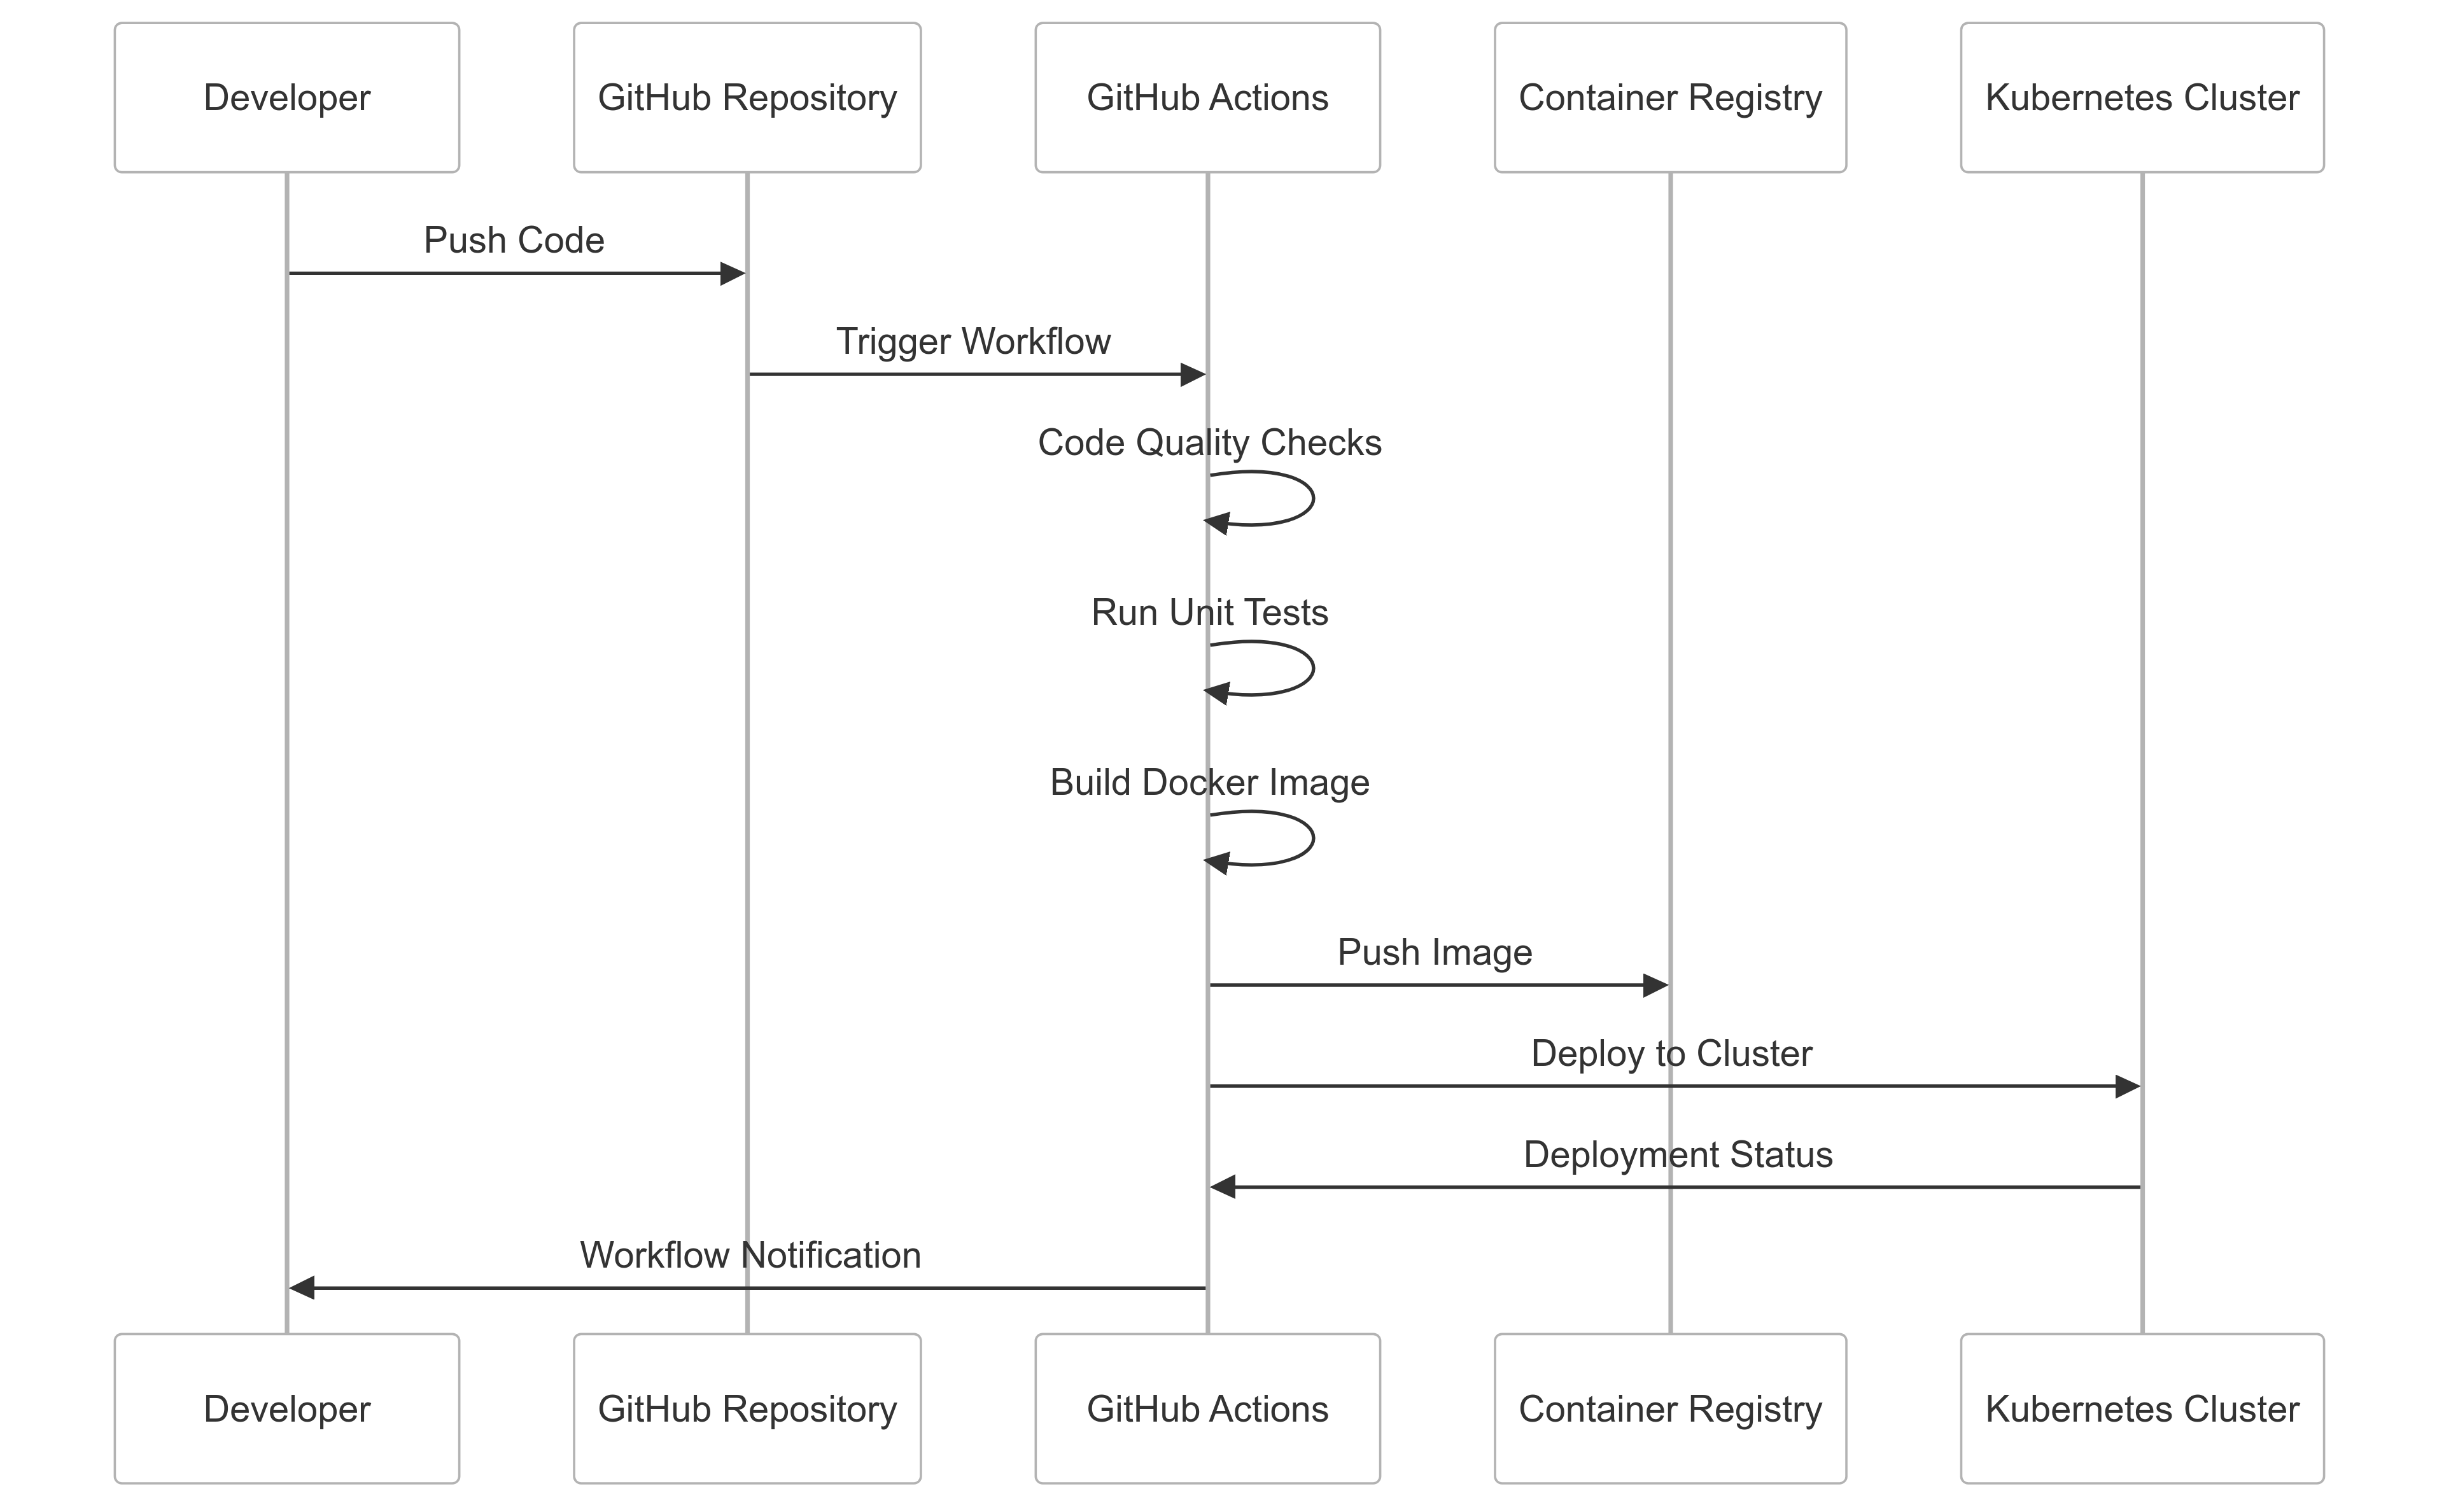 Developer
GitHub Repository
GitHub Actions
Container Registry
Kubernetes Cluster
Push Code
Trigger Workflow
Code Quality Checks
Run Unit Tests
Build Docker Image
Push Image
Deploy to Cluster
Deployment Status
Workflow Notification
Developer
GitHub Repository
GitHub Actions
Container Registry
Kubernetes Cluster